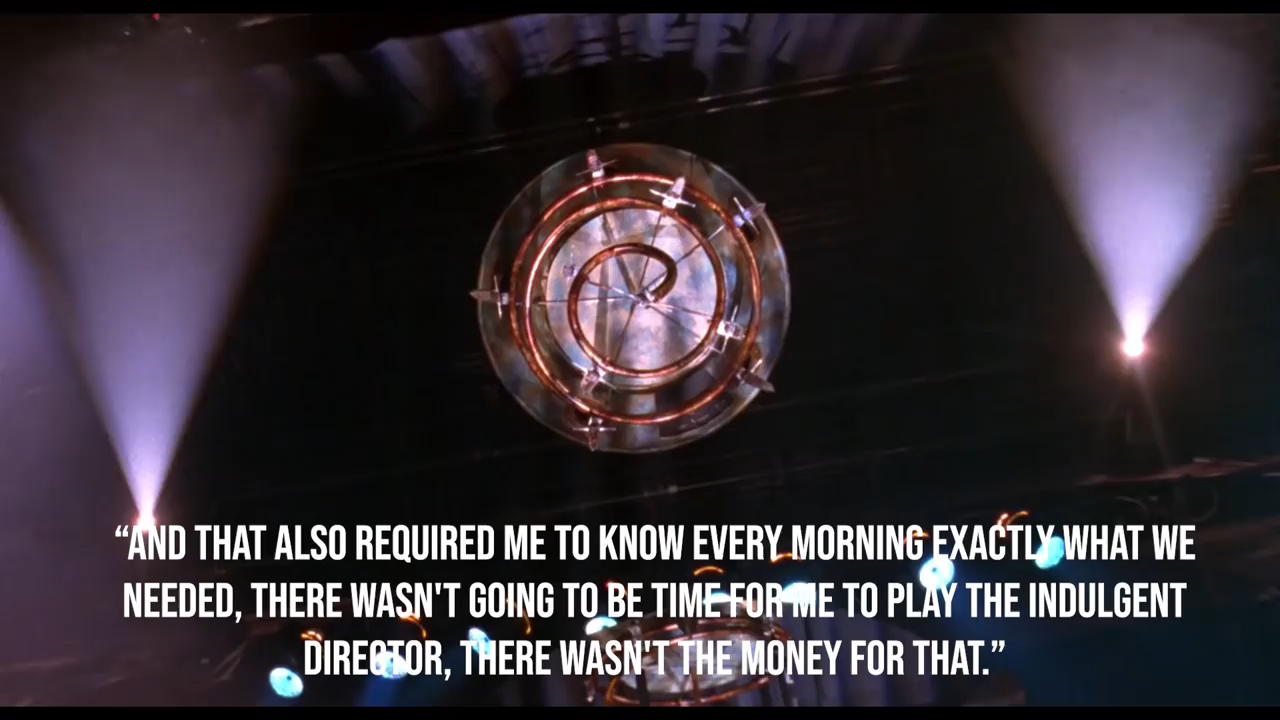 “AND THAT ALSO REQUIRED ME TO KNOW EVERY MORNING EXACTLY WHAT WE
NEEDED, THERE WASN'T GOING TO BE TIME FOR ME TO PLAY THE INDULGENT
DIRECTOR, THERE WASN'T THE MONEY FOR THAT.”